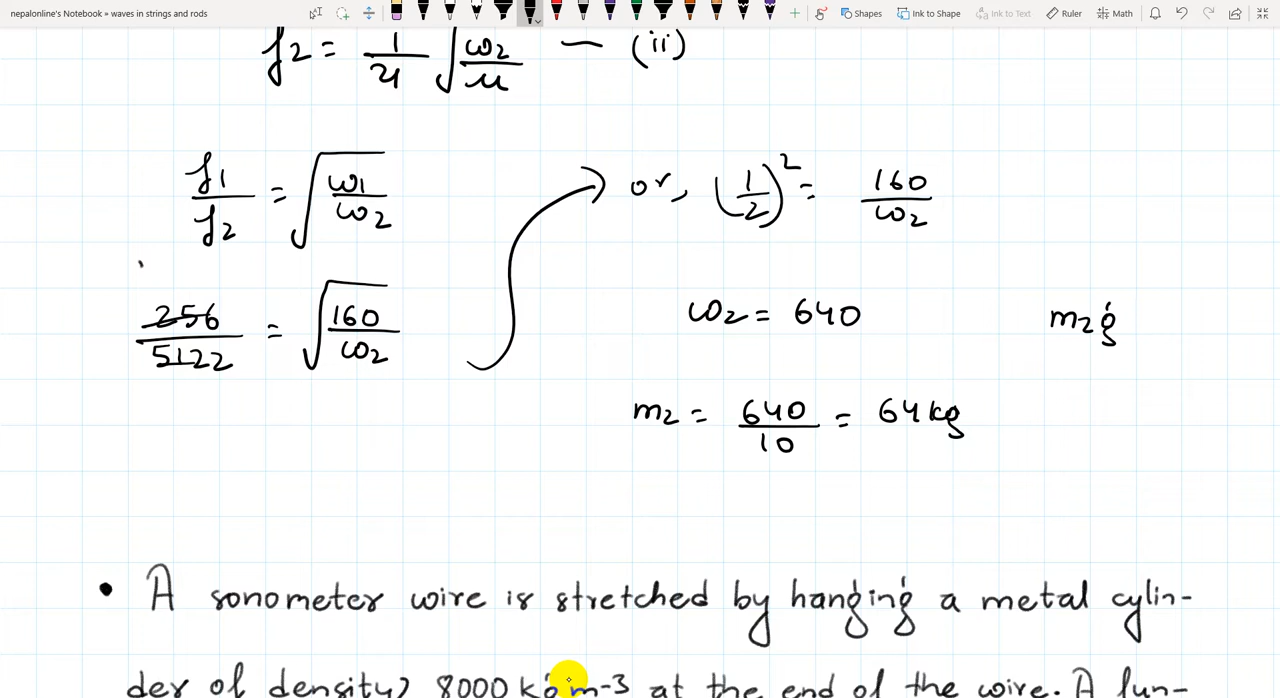 nepalonline's Notebook » waves in strings and rods
Shapes Ink to Shape Ink to Text Ruler Math
f2 = 1/2l √ω2/μ — (ii)
f1/f2 = √ω1/ω2
or, (1/2)² = 160/ω2
256/5122 = √160/ω2
ω2 = 640 m2g
m2 = 640/10 = 64 kg
• A sonometer wire is stretched by hanging a metal cylin-
der of density 8000 kgm-3 at the end of the wire. A fun-